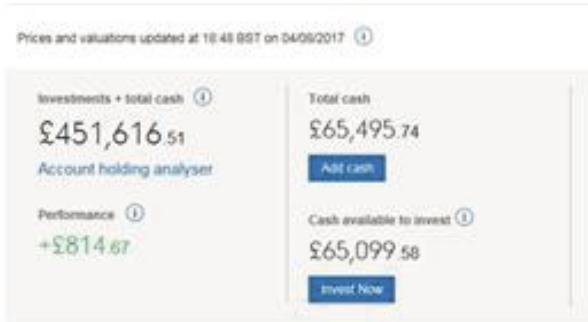 Prices and valuations updated at 18:48 BST on 04/09/2017
Investments + total cash
£451,616.51
Account holding analyser
Performance
+£814.67
Total cash
£65,495.74
Add cash
Cash available to invest
£65,099.58
Invest Now